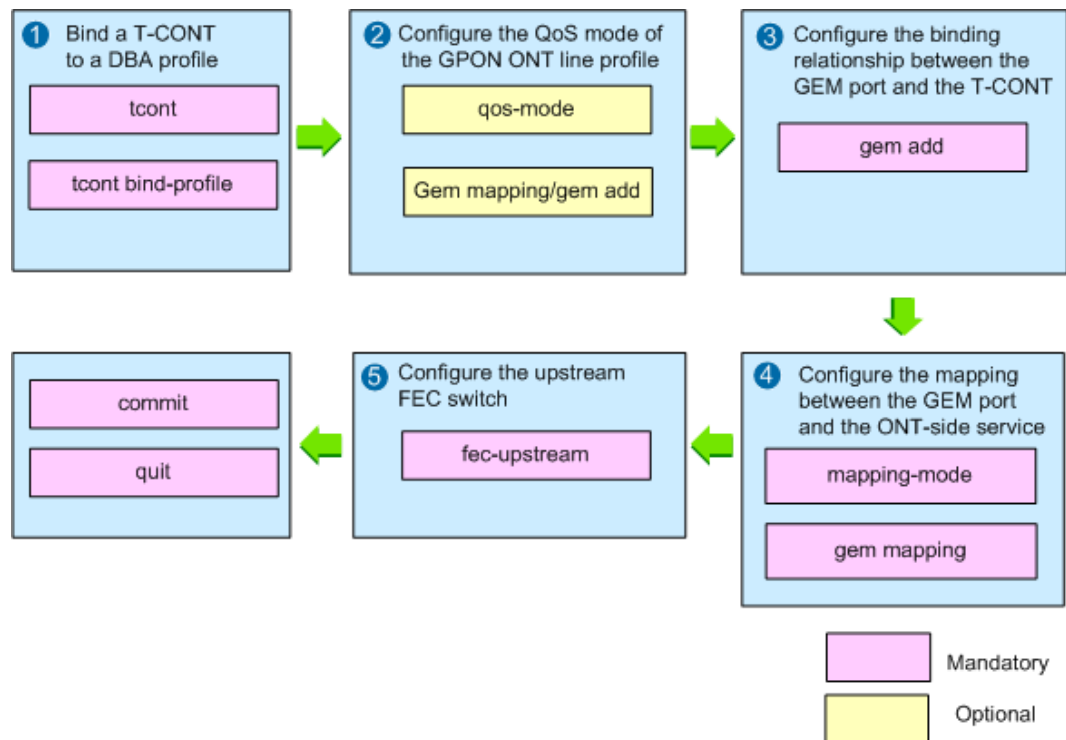 1 Bind a T-CONT
to a DBA profile
tcont
tcont bind-profile
2 Configure the QoS mode of
the GPON ONT line profile
qos-mode
Gem mapping/gem add
3 Configure the binding
relationship between the
GEM port and the T-CONT
gem add
4 Configure the mapping
between the GEM port
and the ONT-side service
mapping-mode
gem mapping
5 Configure the upstream
FEC switch
fec-upstream
commit
quit
Mandatory
Optional